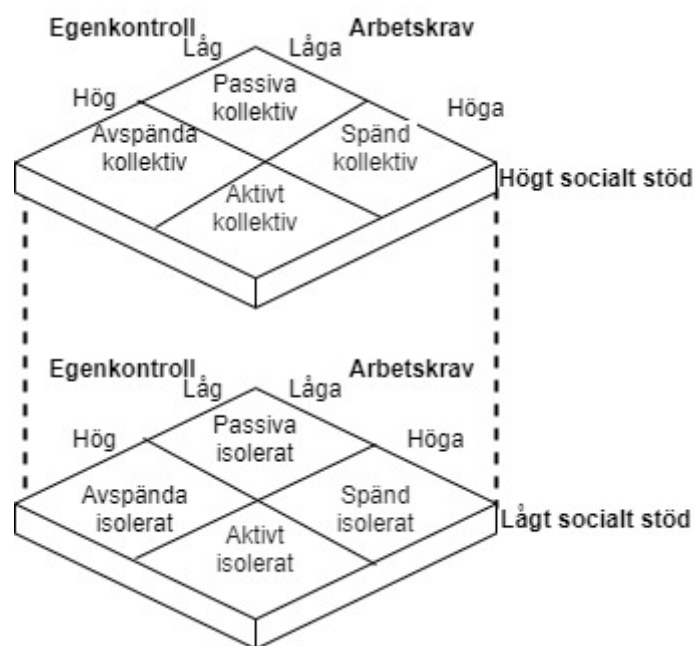 Egenkontroll
Arbetskrav
Låg
Låga
Hög
Höga
Passiva
kollektiv
Avspända
kollektiv
Spänd
kollektiv
Aktivt
kollektiv
Högt socialt stöd
Egenkontroll
Arbetskrav
Låg
Låga
Hög
Höga
Passiva
isolerat
Avspända
isolerat
Spänd
isolerat
Aktivt
isolerat
Lågt socialt stöd